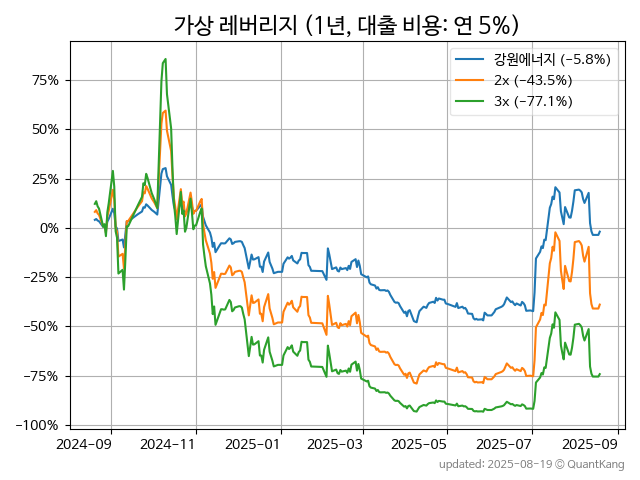 가상 레버리지 (1년, 대출 비용: 연 5%)
강원에너지 (−5.8%)
2x (−43.5%)
3x (−77.1%)
75%
50%
25%
0%
−25%
−50%
−75%
−100%
2024-09 2024-11 2025-01 2025-03 2025-05 2025-07 2025-09
updated: 2025-08-19 © QuantKang